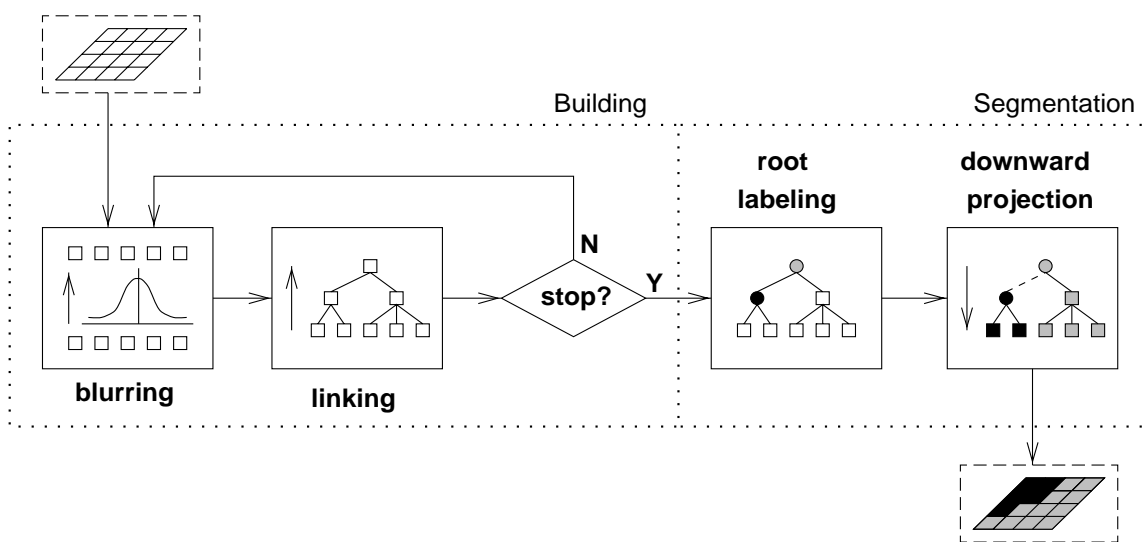 Building
Segmentation
root
labeling
downward
projection
N
Y
stop?
blurring
linking